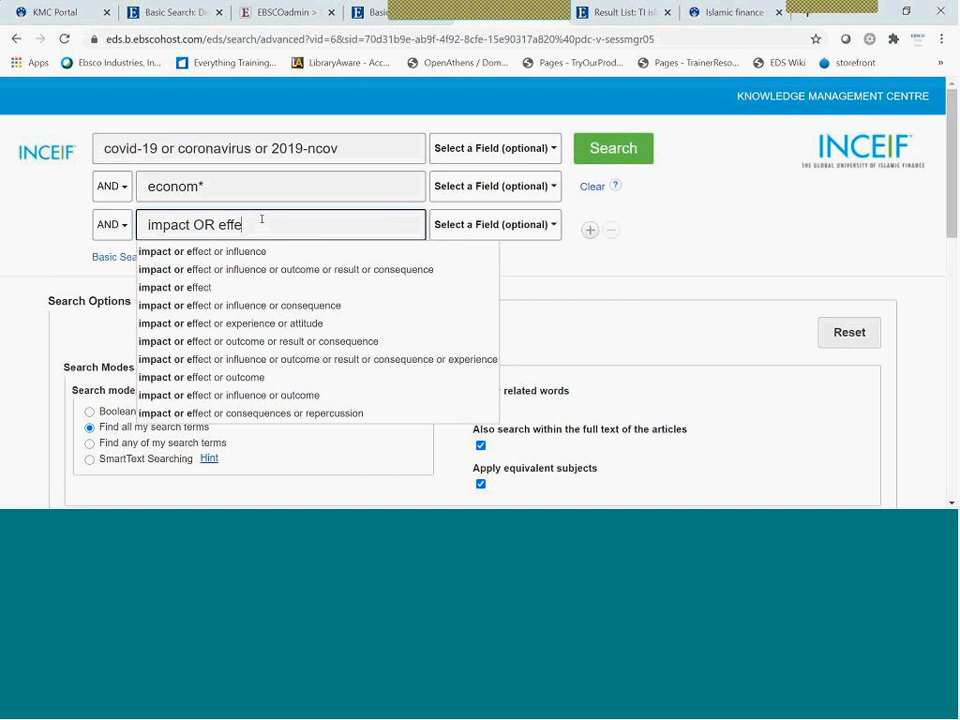 KMC Portal
Basic Search: Di
EBSCOadmin >
Basi
Result List: TI is
Islamic finance
eds.b.ebscohost.com/eds/search/advanced?vid=6&sid=70d31b9e-ab9f-4f92-8cfe-15e90317a820%40pdc-v-sessmgr05
Apps
Ebsco Industries, In...
Everything Training...
LibraryAware - Acc...
OpenAthens / Dom...
Pages - TryOurProd...
Pages - TrainerReso...
EDS Wiki
storefront
»
KNOWLEDGE MANAGEMENT CENTRE
INCEIF
covid-19 or coronavirus or 2019-ncov
Select a Field (optional)
Search
INCEIF
THE GLOBAL UNIVERSITY OF ISLAMIC FINANCE
AND
econom*
Select a Field (optional)
Clear ?
AND
impact OR effe
Select a Field (optional)
Basic Sea
impact or effect or influence
impact or effect or influence or outcome or result or consequence
impact or effect
impact or effect or influence or consequence
impact or effect or experience or attitude
impact or effect or outcome or result or consequence
impact or effect or influence or outcome or result or consequence or experience
impact or effect or outcome
impact or effect or influence or outcome
impact or effect or consequences or repercussion
Search Options
Reset
Search Modes
Search mode
related words
Boolean
Find all my search terms
Find any of my search terms
SmartText Searching Hint
Also search within the full text of the articles
Apply equivalent subjects